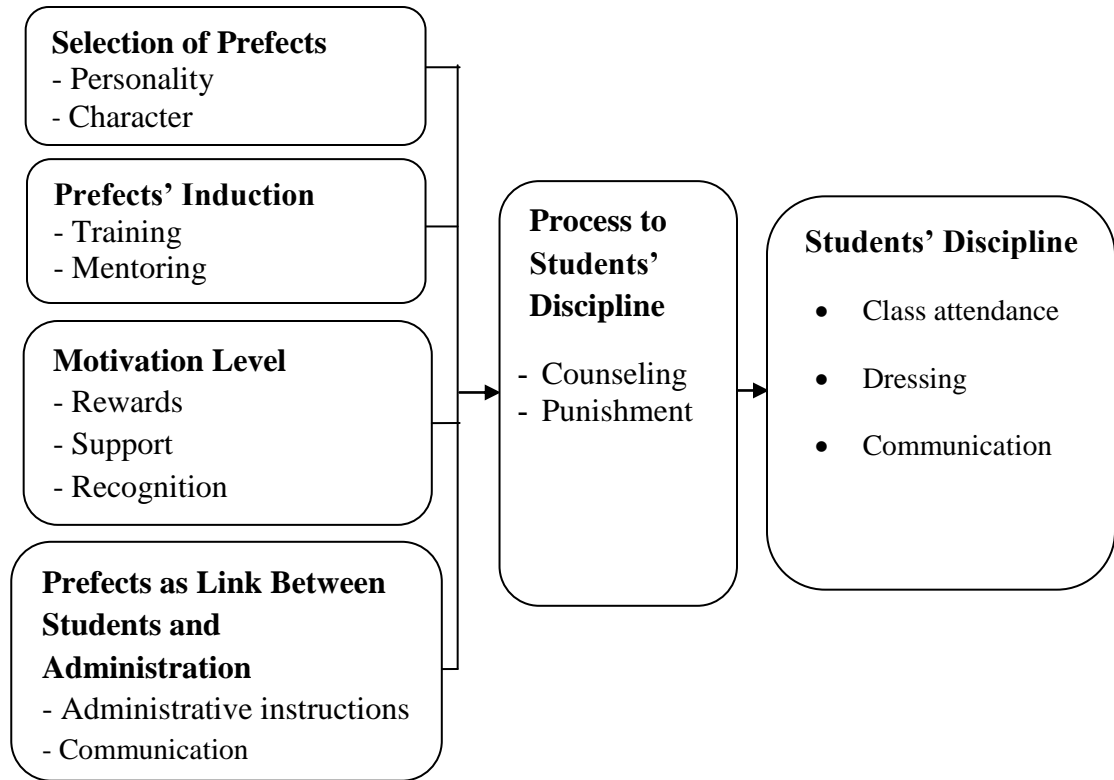 Selection of Prefects
- Personality
- Character
Prefects’ Induction
- Training
- Mentoring
Motivation Level
- Rewards
- Support
- Recognition
Prefects as Link Between
Students and
Administration
- Administrative instructions
- Communication
Process to
Students’
Discipline
- Counseling
- Punishment
Students’ Discipline
• Class attendance
• Dressing
• Communication